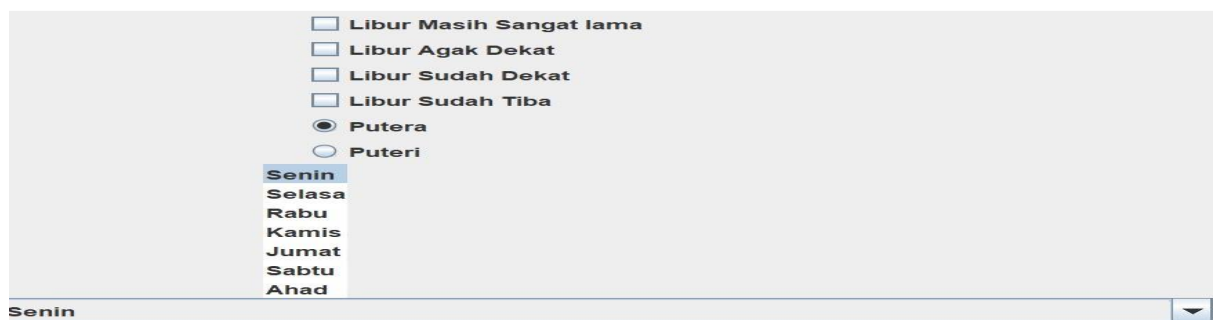 Libur Masih Sangat lama
Libur Agak Dekat
Libur Sudah Dekat
Libur Sudah Tiba
Putera
Puteri
Senin
Selasa
Rabu
Kamis
Jumat
Sabtu
Ahad
Senin